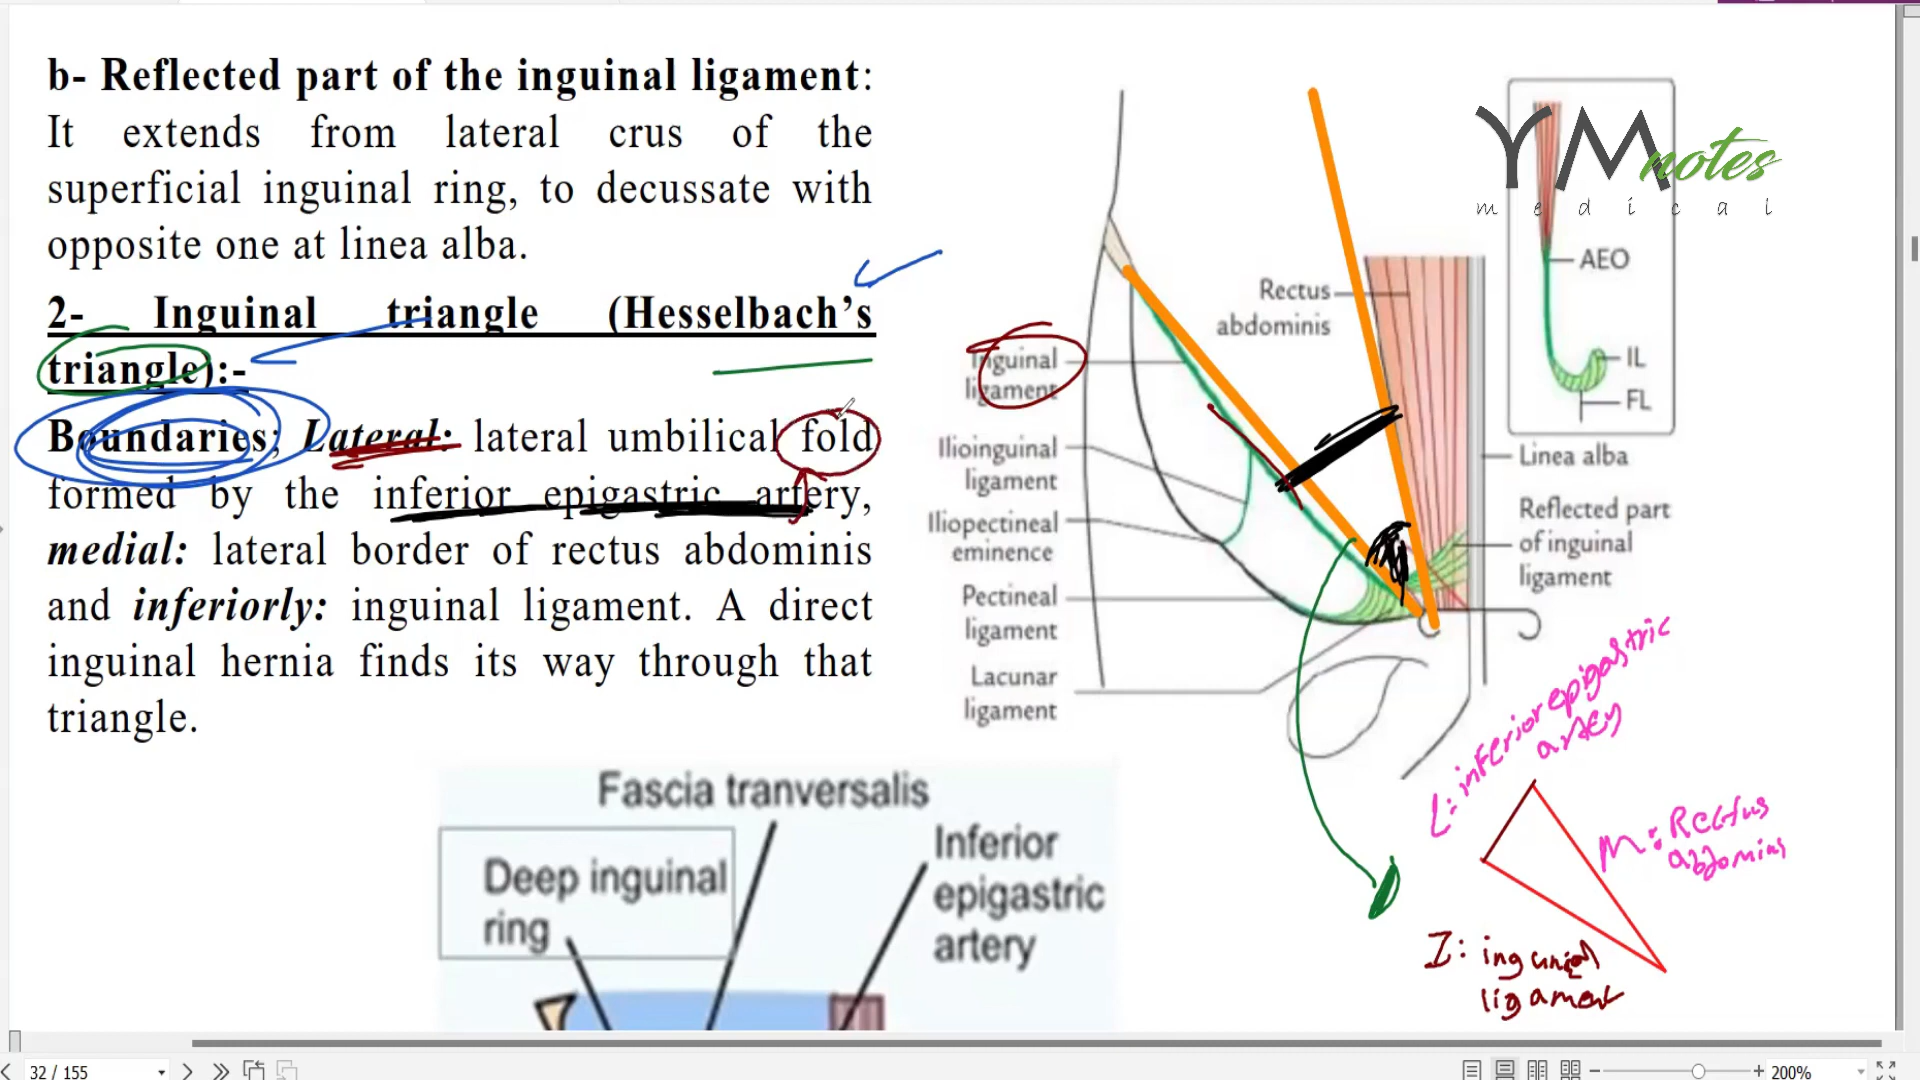 b- Reflected part of the inguinal ligament:
It extends from lateral crus of the
superficial inguinal ring, to decussate with
opposite one at linea alba.
2- Inguinal triangle (Hesselbach’s
triangle):-
Boundaries; Lateral: lateral umbilical fold
formed by the inferior epigastric artery,
medial: lateral border of rectus abdominis
and inferiorly: inguinal ligament. A direct
inguinal hernia finds its way through that
triangle.
Rectus
abdominis
Inguinal
ligament
Ilioinguinal
ligament
Iliopectineal
eminence
Pectineal
ligament
Lacunar
ligament
YM notes
medical
AEO
IL
FL
Linea alba
Reflected part
of inguinal
ligament
L: inferior epigastric
artey
M: Rectus
abdominis
I: inguinal
ligament
Fascia tranversalis
Deep inguinal
ring
Inferior
epigastric
artery
32 / 155
200%